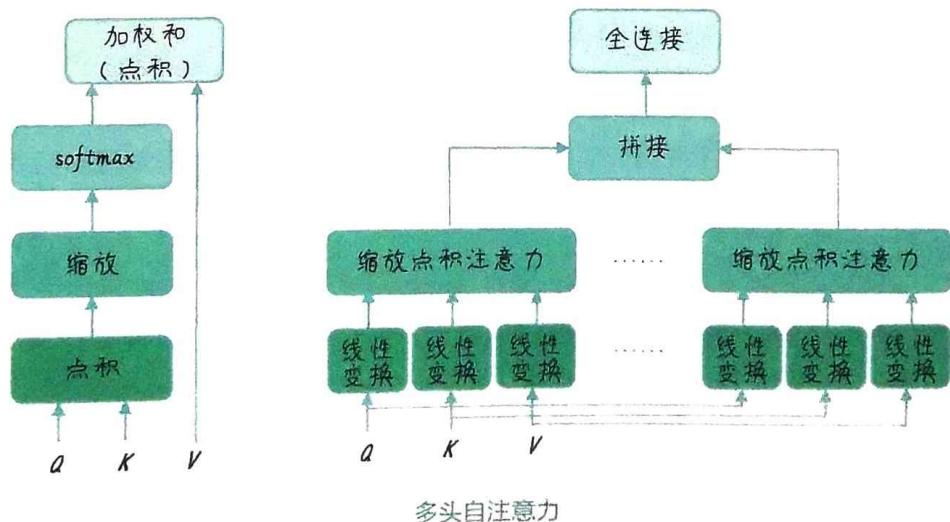 加权和
(点积)
softmax
缩放
点积
Q K V
全连接
拼接
缩放点积注意力 …… 缩放点积注意力
线性变换 线性变换 线性变换 …… 线性变换 线性变换 线性变换
Q K V
多头自注意力